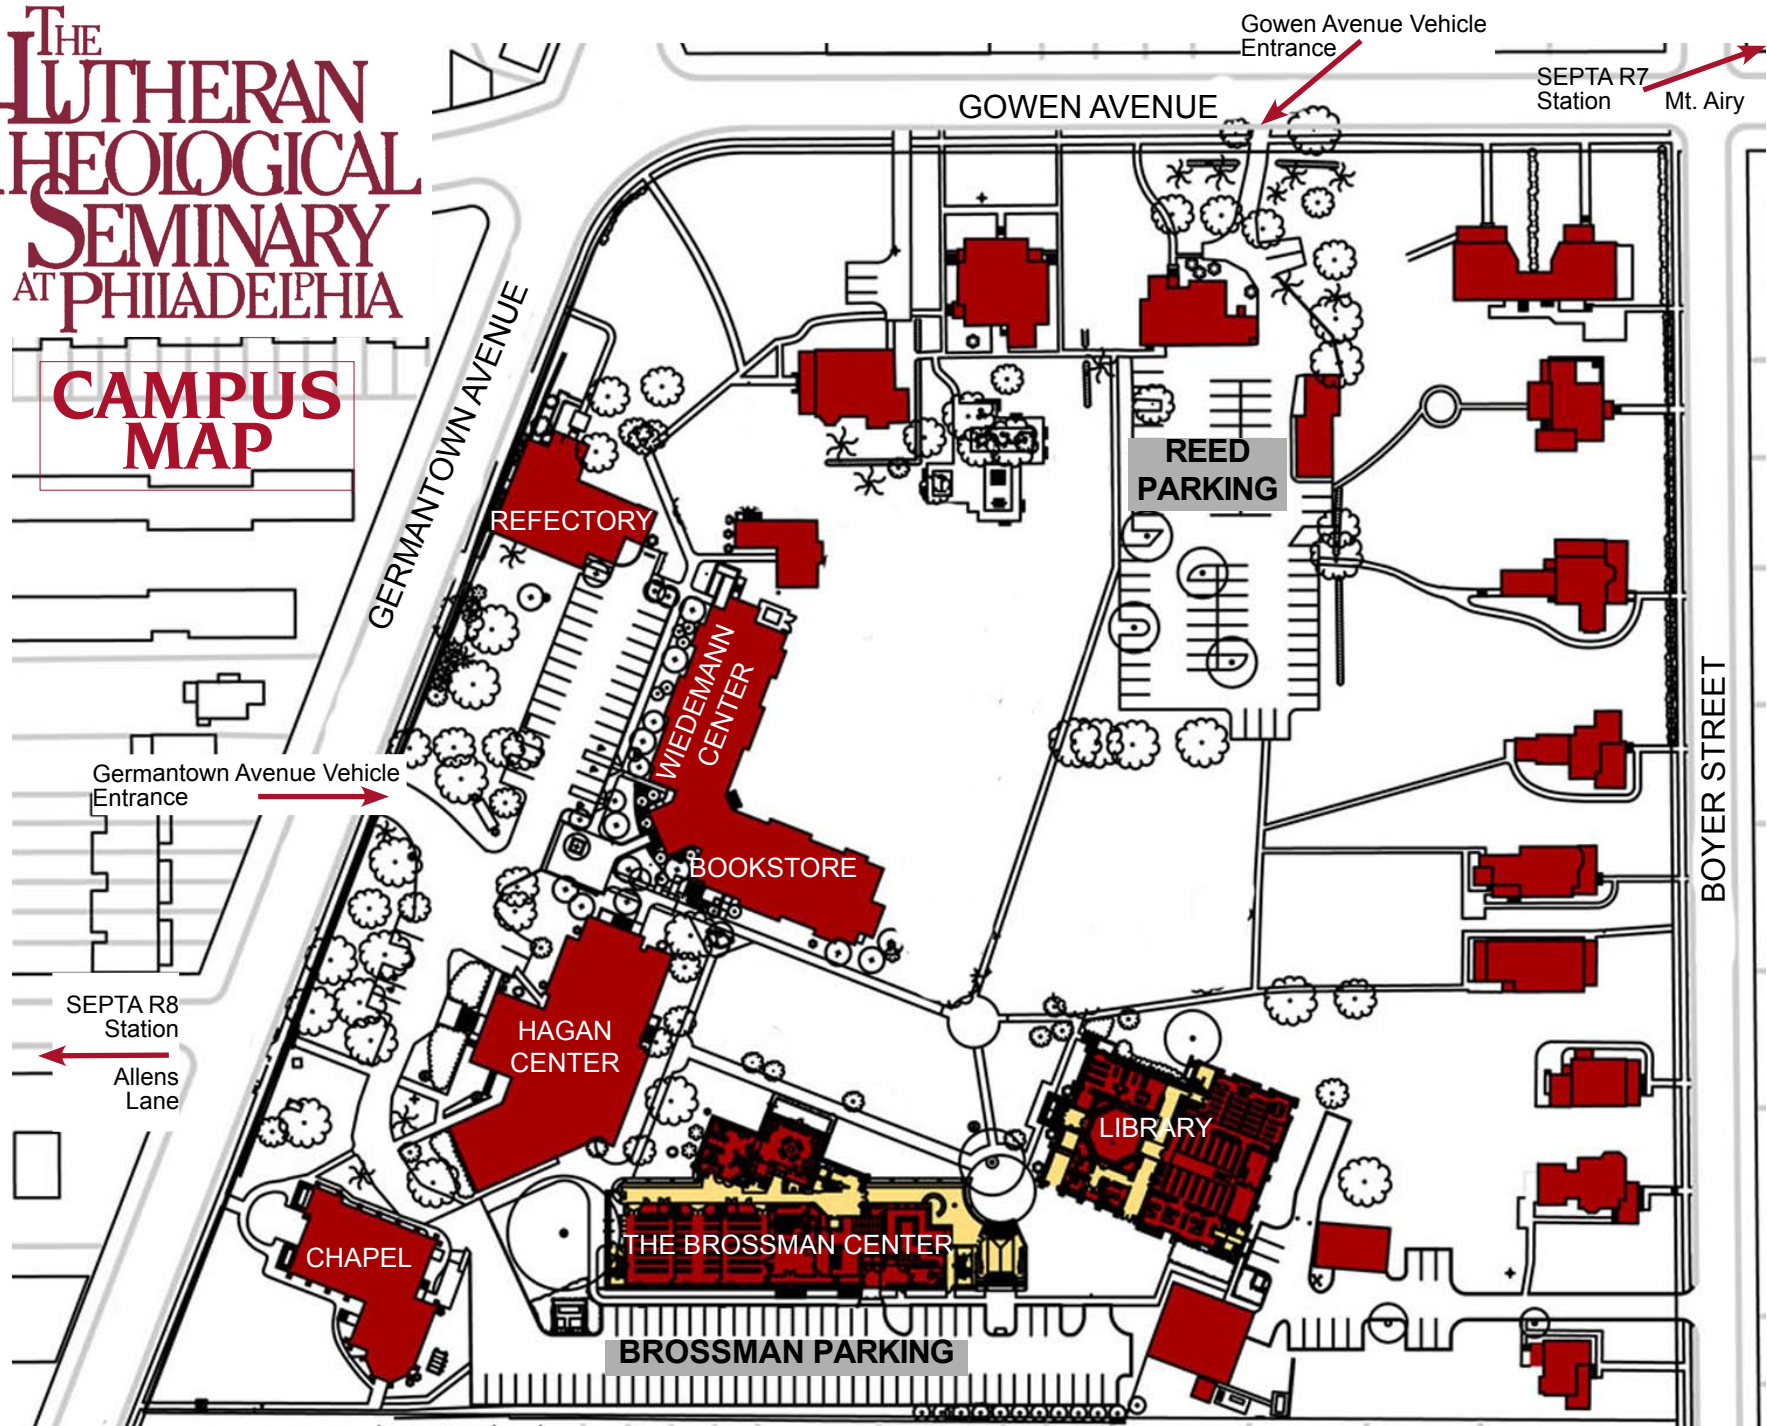 THE
LUTHERAN
THEOLOGICAL
SEMINARY
AT PHILADELPHIA
CAMPUS
MAP
Gowen Avenue Vehicle
Entrance
SEPTA R7
Station Mt. Airy
GOWEN AVENUE
GERMANTOWN AVENUE
REED
PARKING
REFECTORY
WIEDEMANN
CENTER
BOYER STREET
Germantown Avenue Vehicle
Entrance
BOOKSTORE
SEPTA R8
Station
Allens
Lane
HAGAN
CENTER
LIBRARY
CHAPEL
THE BROSSMAN CENTER
BROSSMAN PARKING